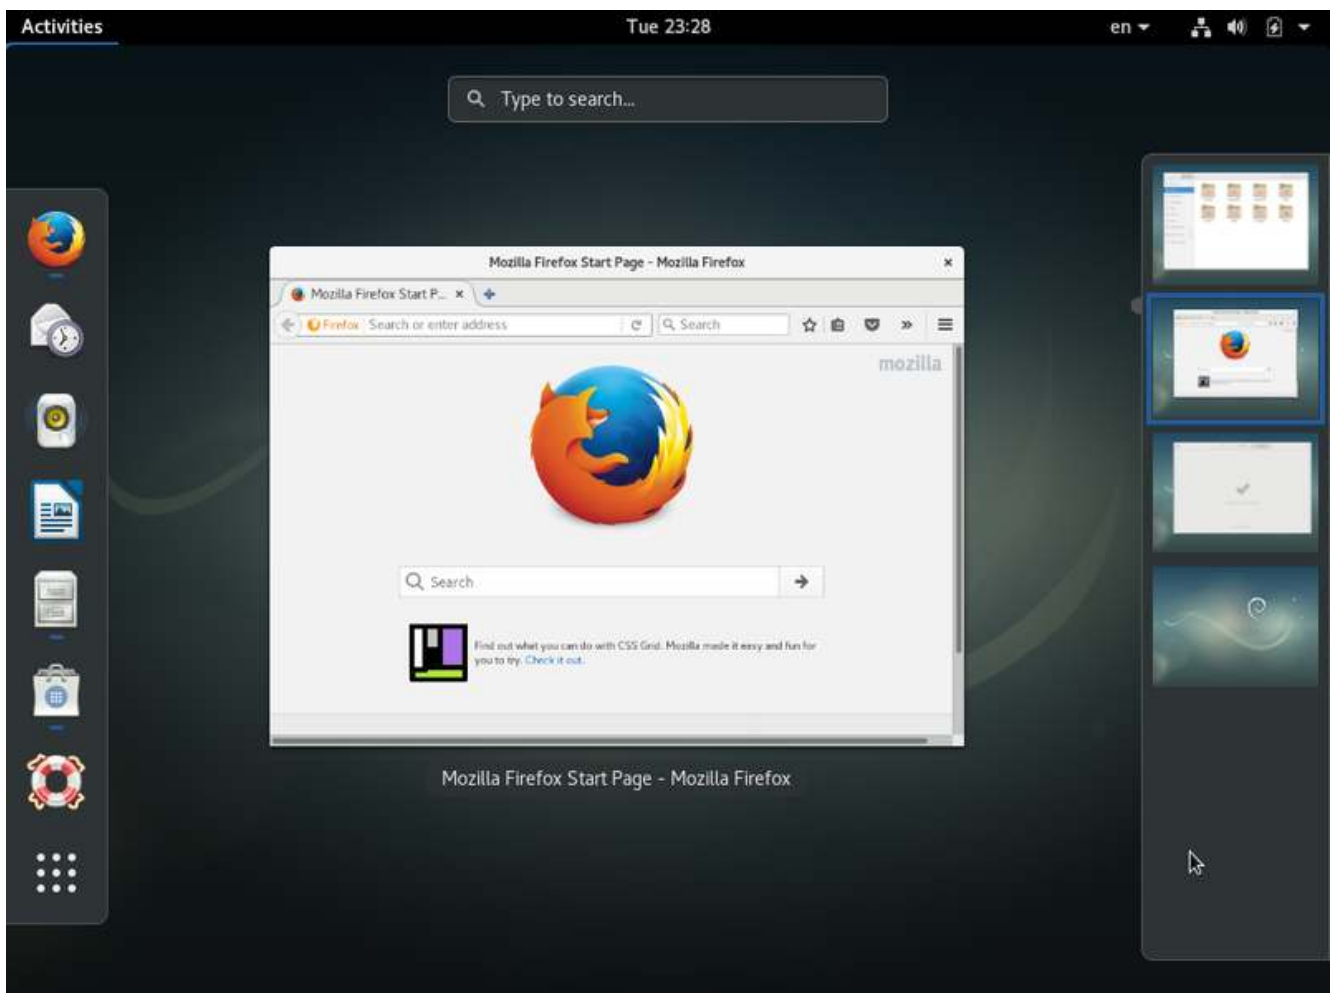 Activities
Tue 23:28
en
Type to search...
Mozilla Firefox Start Page - Mozilla Firefox
Mozilla Firefox Start P...
Firefox
Search or enter address
Search
mozilla
Search
Find out what you can do with CSS Grid. Mozilla made it easy and fun for
you to try. Check it out.
Mozilla Firefox Start Page - Mozilla Firefox